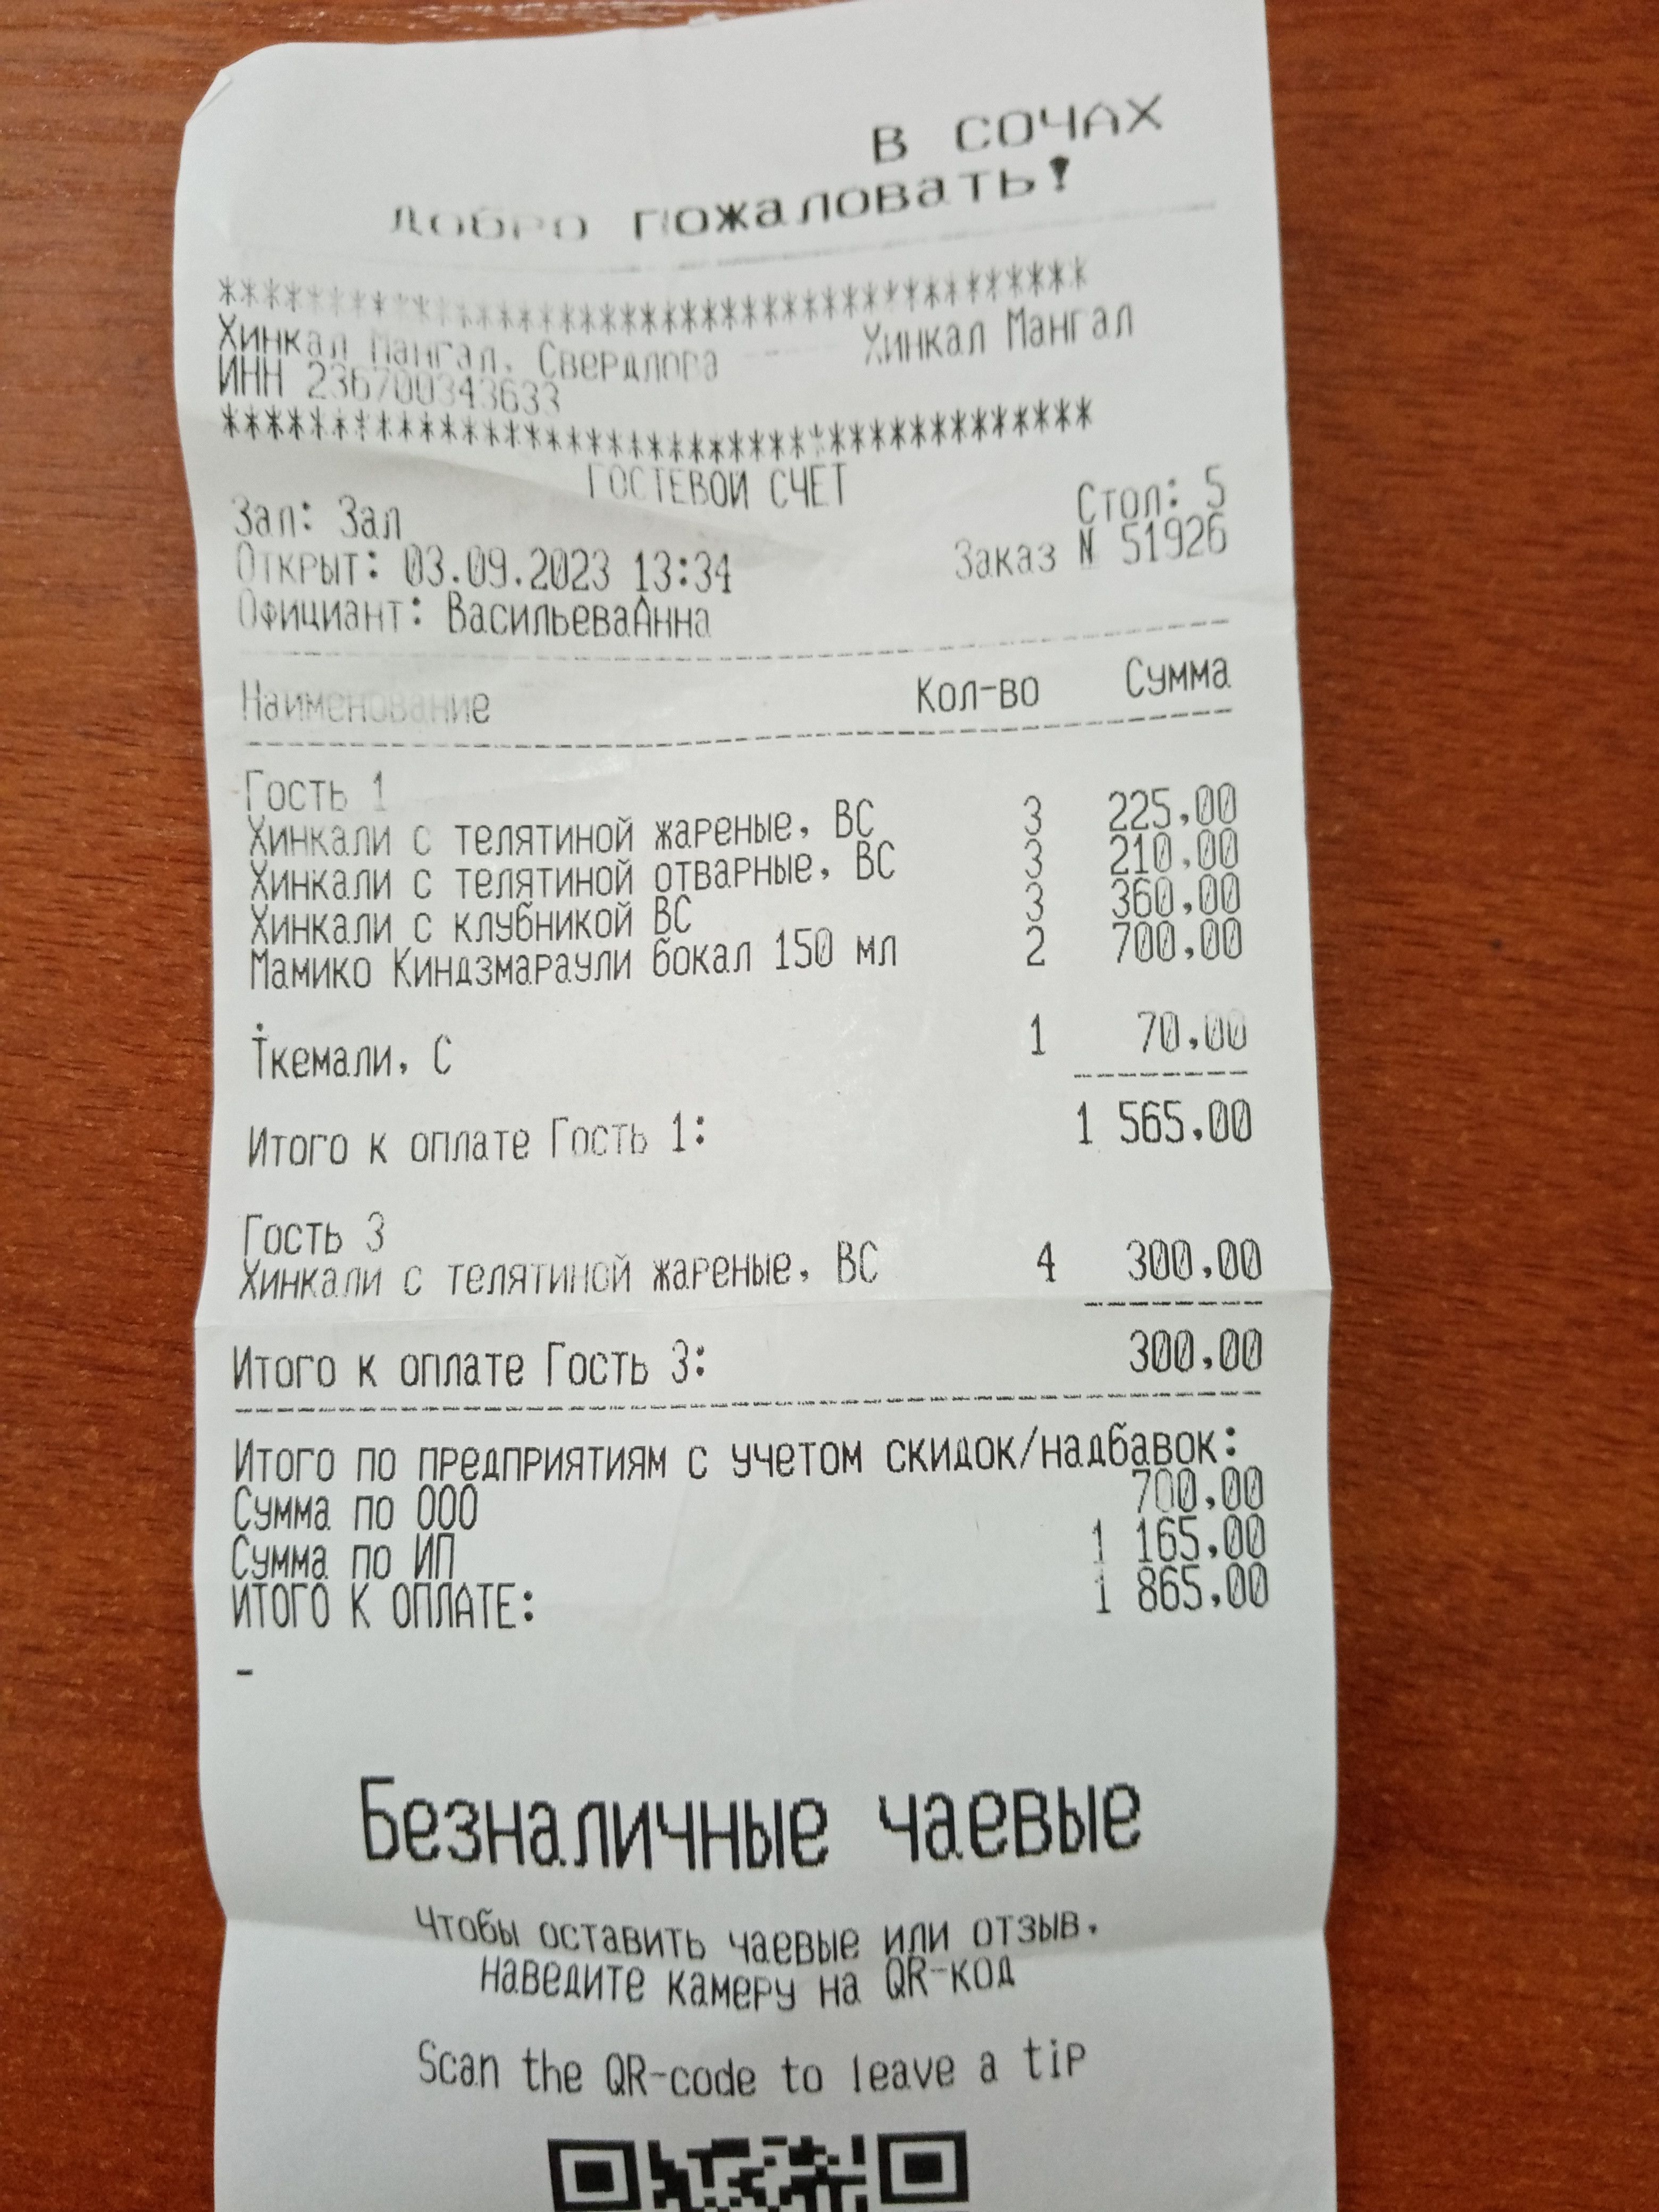 В СОЧАХ
ДОБРО ПОЖАЛОВАТЬ!
****************************************
Хинкал Мангал, Свердлова Хинкал Мангал
ИНН 236700343633
****************************************
ГОСТЕВОЙ СЧЕТ
Зал: Зал Стол: 5
Открыт: 03.09.2023 13:34 Заказ N 51926
Официант: ВасильеваАнна
Наименование Кол-во Сумма
Гость 1
Хинкали с телятиной жареные, ВС 3 225,00
Хинкали с телятиной отварные, ВС 3 210,00
Хинкали с клубникой ВС 3 360,00
Мамико Киндзмараули бокал 150 мл 2 700,00
.
Ткемали, С 1 70,00
Итого к оплате Гость 1: 1 565,00
Гость 3
Хинкали с телятиной жареные, ВС 4 300,00
Итого к оплате Гость 3: 300,00
Итого по предприятиям с учетом скидок/надбавок:
Сумма по ООО 700,00
Сумма по ИП 1 165,00
ИТОГО К ОПЛАТЕ: 1 865,00
-
Безналичные чаевые
Чтобы оставить чаевые или отзыв,
наведите камеру на QR-код
Scan the QR-code to leave a tip